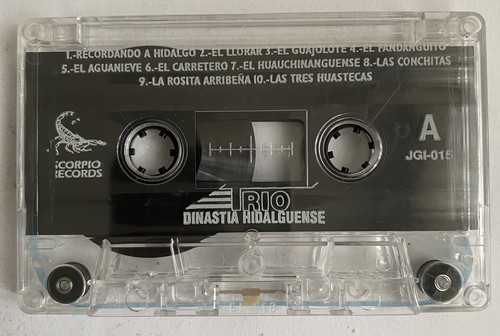 1.-RECORDANDO A HIDALGO 2.-EL LLORAR 3.-EL GUAJOLOTE 4.-EL FANDANGUITO
5.-EL AGUANIEVE 6.-EL CARRETERO 7.-EL HUAUCHINANGUENSE 8.-LAS CONCHITAS
9.-LA ROSITA ARRIBEÑA 10.-LAS TRES HUASTECAS
A
JGI-015
SCORPIO
RECORDS
TRIO
DINASTIA HIDALGUENSE